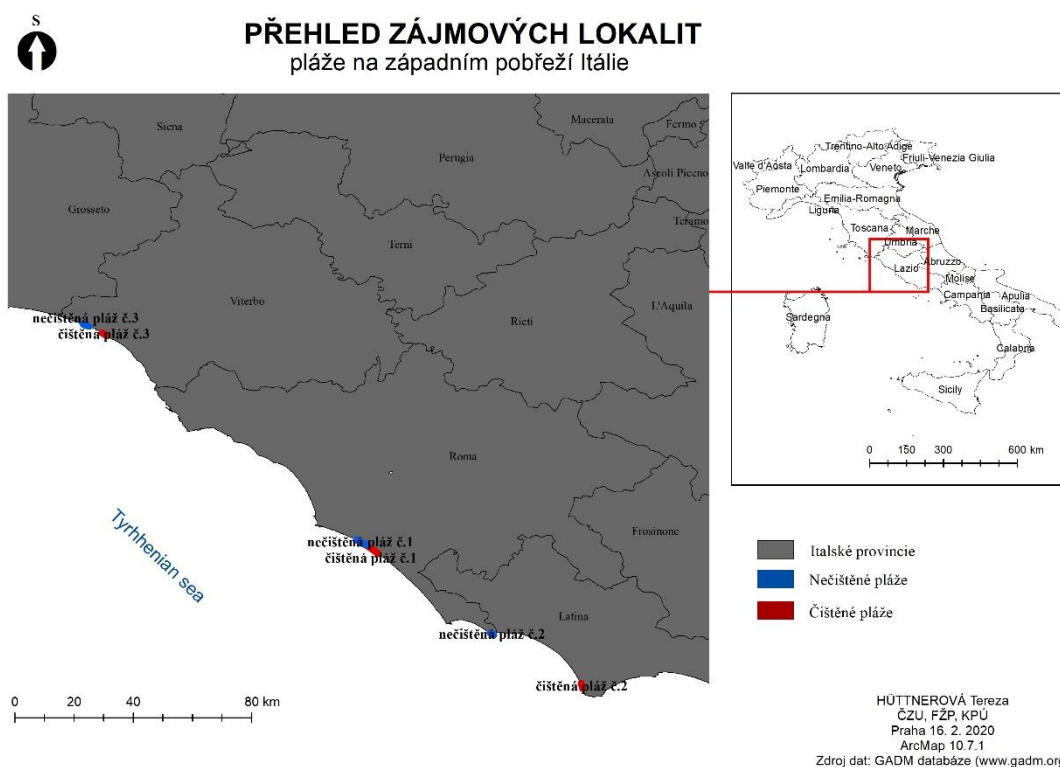 S
PŘEHLED ZÁJMOVÝCH LOKALIT
pláže na západním pobřeží Itálie
Siena
Macerata
Fermo
Perugia
Ascoli Piceno
Grosseto
Teramo
Terni
Viterbo
L'Aquila
Rieti
nečištěná pláž č.3
čištěná pláž č.3
Roma
Frosinone
nečištěná pláž č.1
čištěná pláž č.1
Tyrhhenian sea
Latina
nečištěná pláž č.2
čištěná pláž č.2
0 20 40 80 km
Trentino-Alto Adige
Friuli-Venezia Giulia
Valle d'Aosta
Lombardia
Veneto
Piemonte
Emilia-Romagna
Liguria
Toscana
Marche
Umbria
Lazio
Abruzzo
Molise
Campania
Apulia
Basilicata
Sardegna
Calabria
Sicily
0 150 300 600 km
Italské provincie
Nečištěné pláže
Čištěné pláže
HÜTTNEROVÁ Tereza
ČZU, FŽP, KPÚ
Praha 16. 2. 2020
ArcMap 10.7.1
Zdroj dat: GADM databáze (www.gadm.org